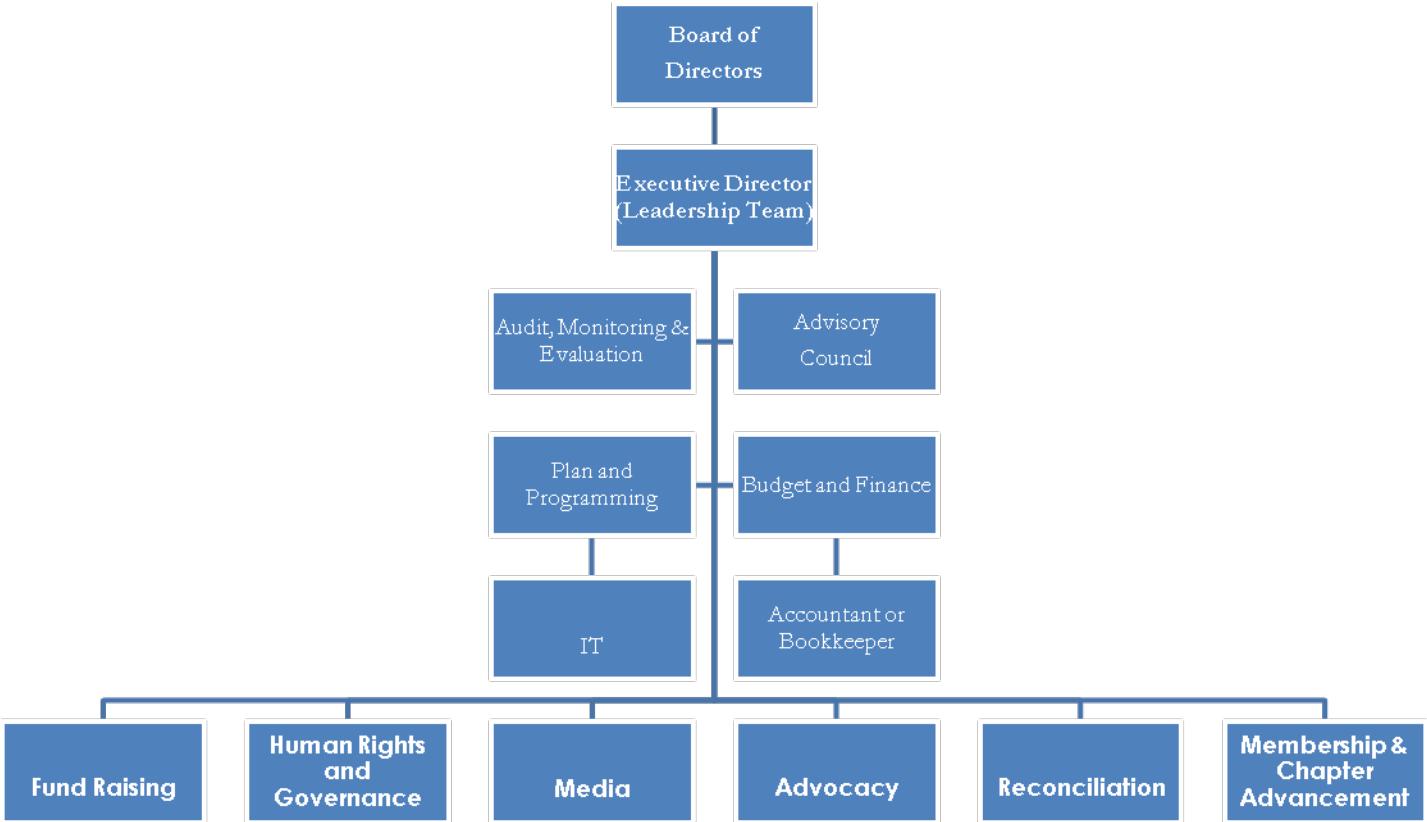 Board of
Directors
Executive Director
(Leadership Team)
Audit, Monitoring &
Evaluation
Advisory
Council
Plan and
Programming
Budget and Finance
IT
Accountant or
Bookkeeper
Fund Raising
Human Rights
and
Governance
Media
Advocacy
Reconciliation
Membership &
Chapter
Advancement